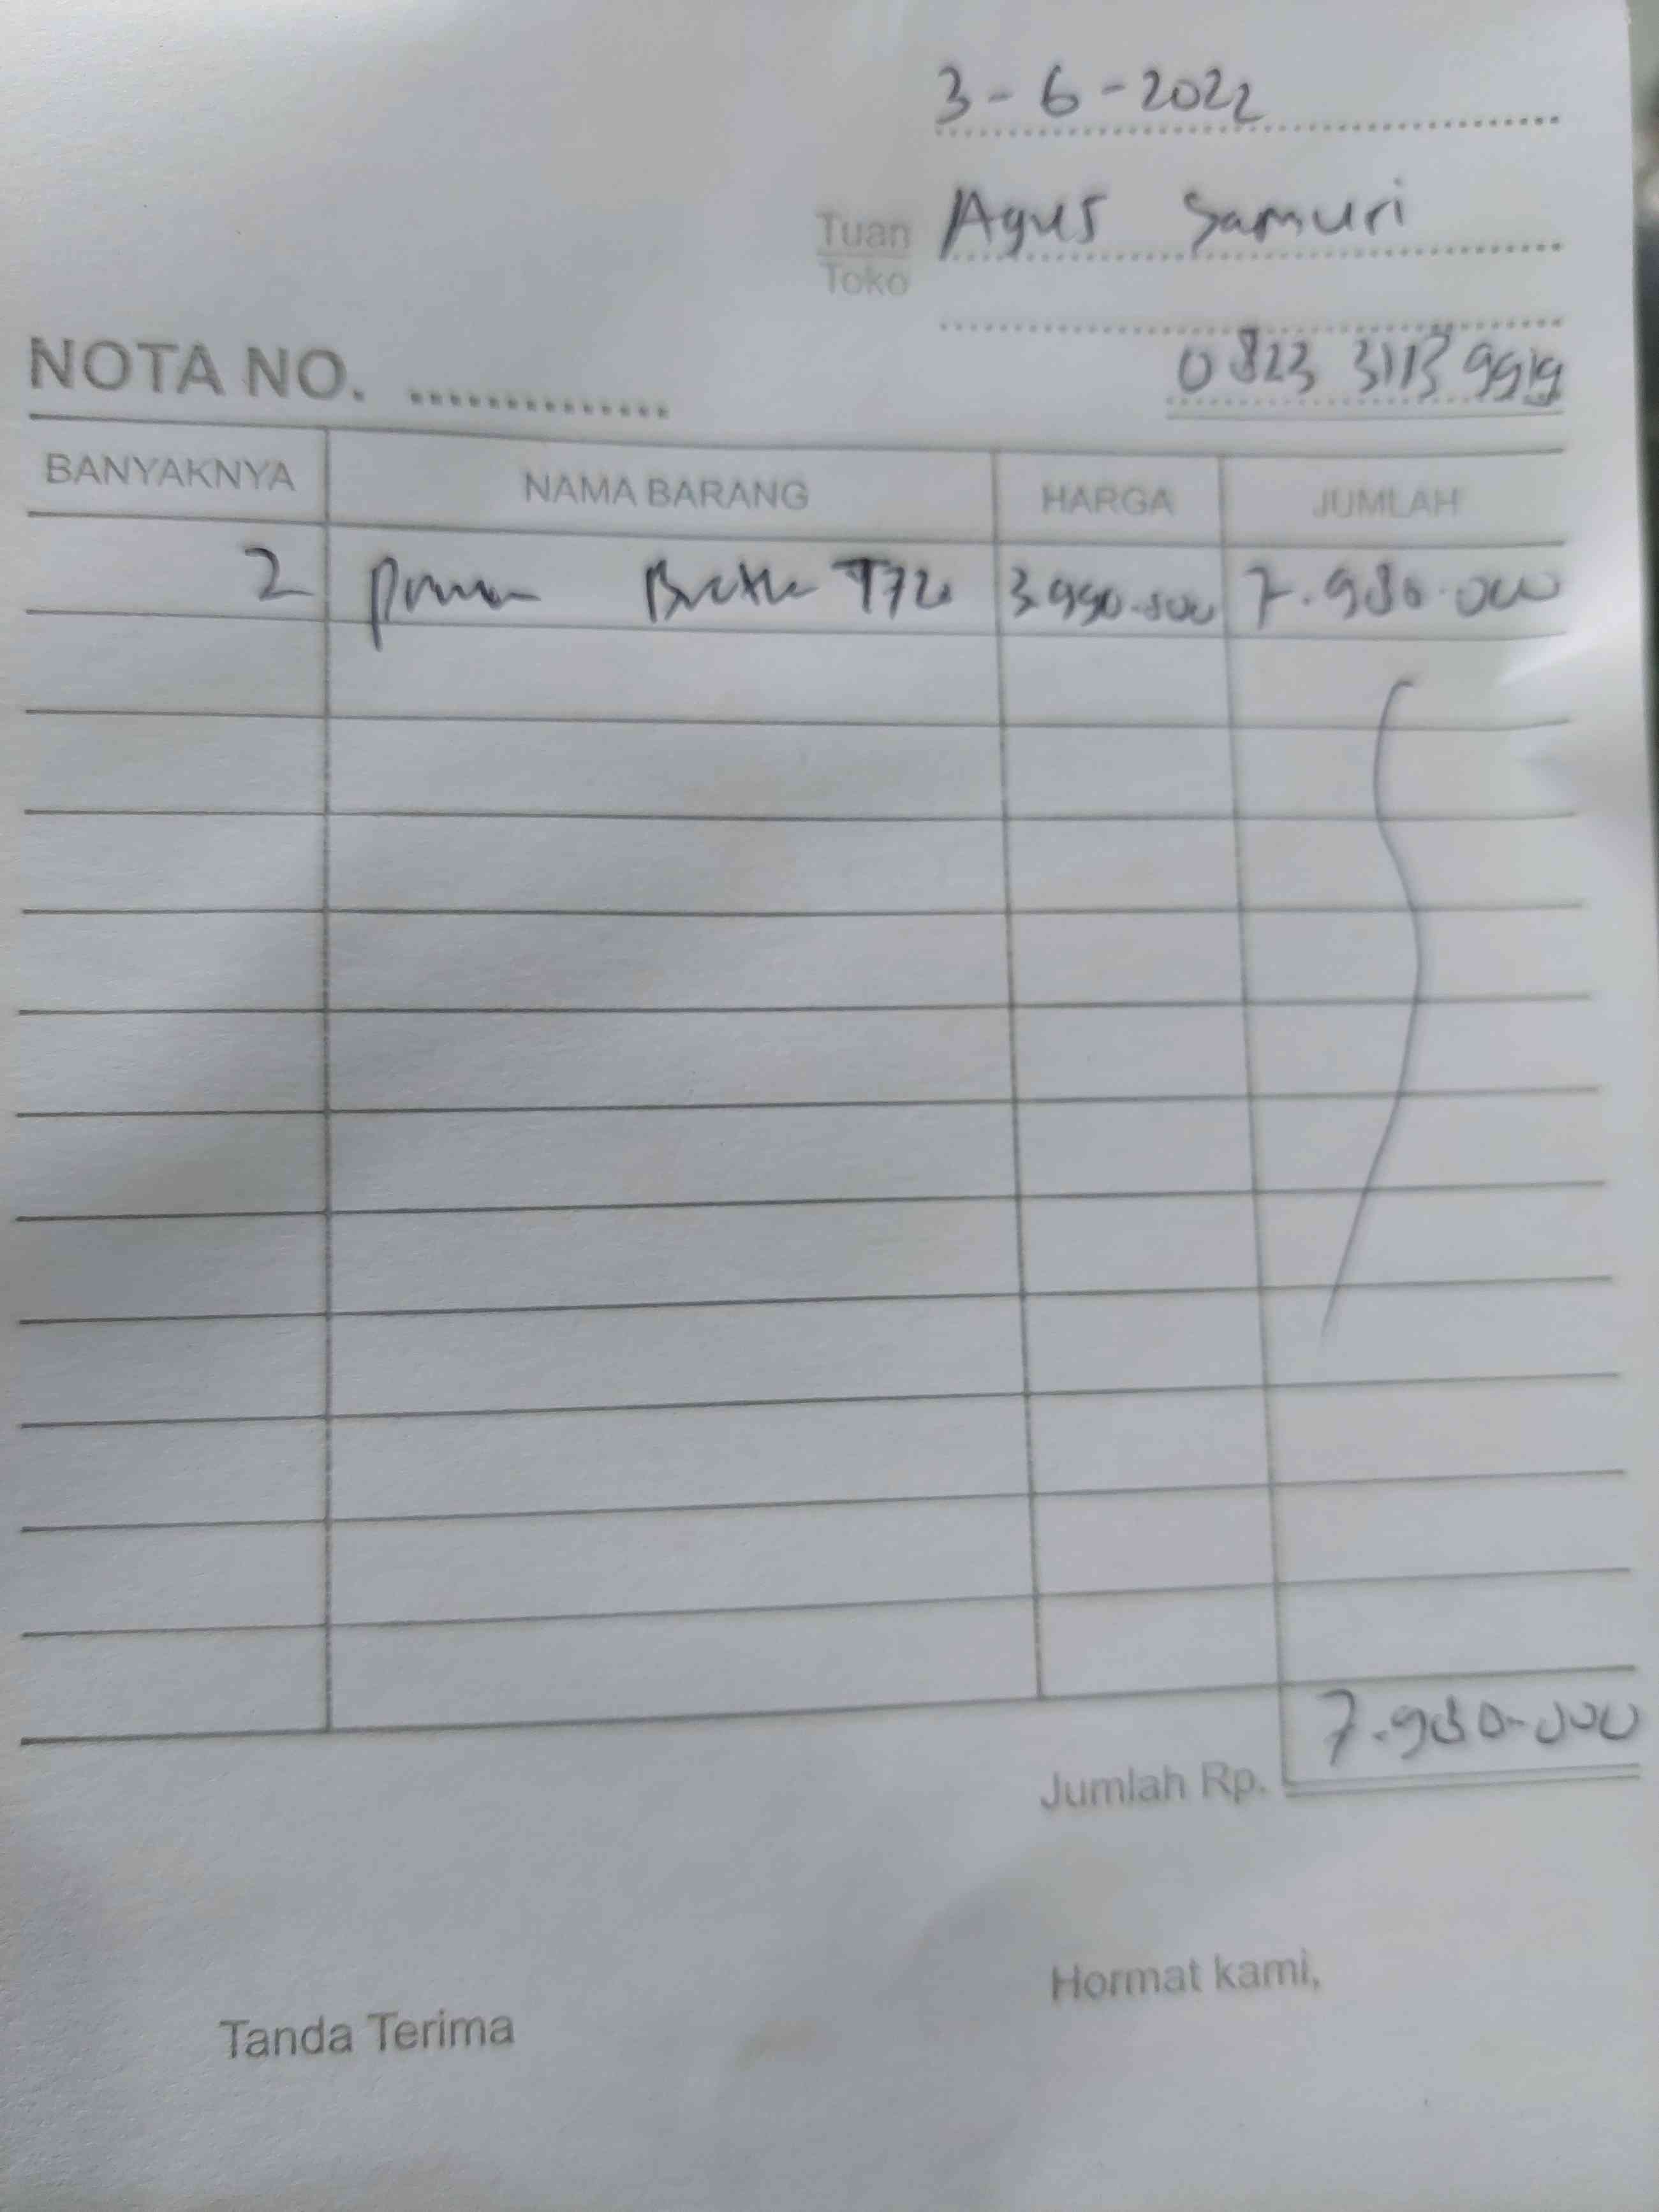 3-6-2022
Tuan Agus Samuri
Toko
NOTA NO. ..............
0823 3113 9919
BANYAKNYA NAMA BARANG HARGA JUMLAH
2 T72 3.990.000 7.980.000
7.980.000
Jumlah Rp.
Hormat kami,
Tanda Terima